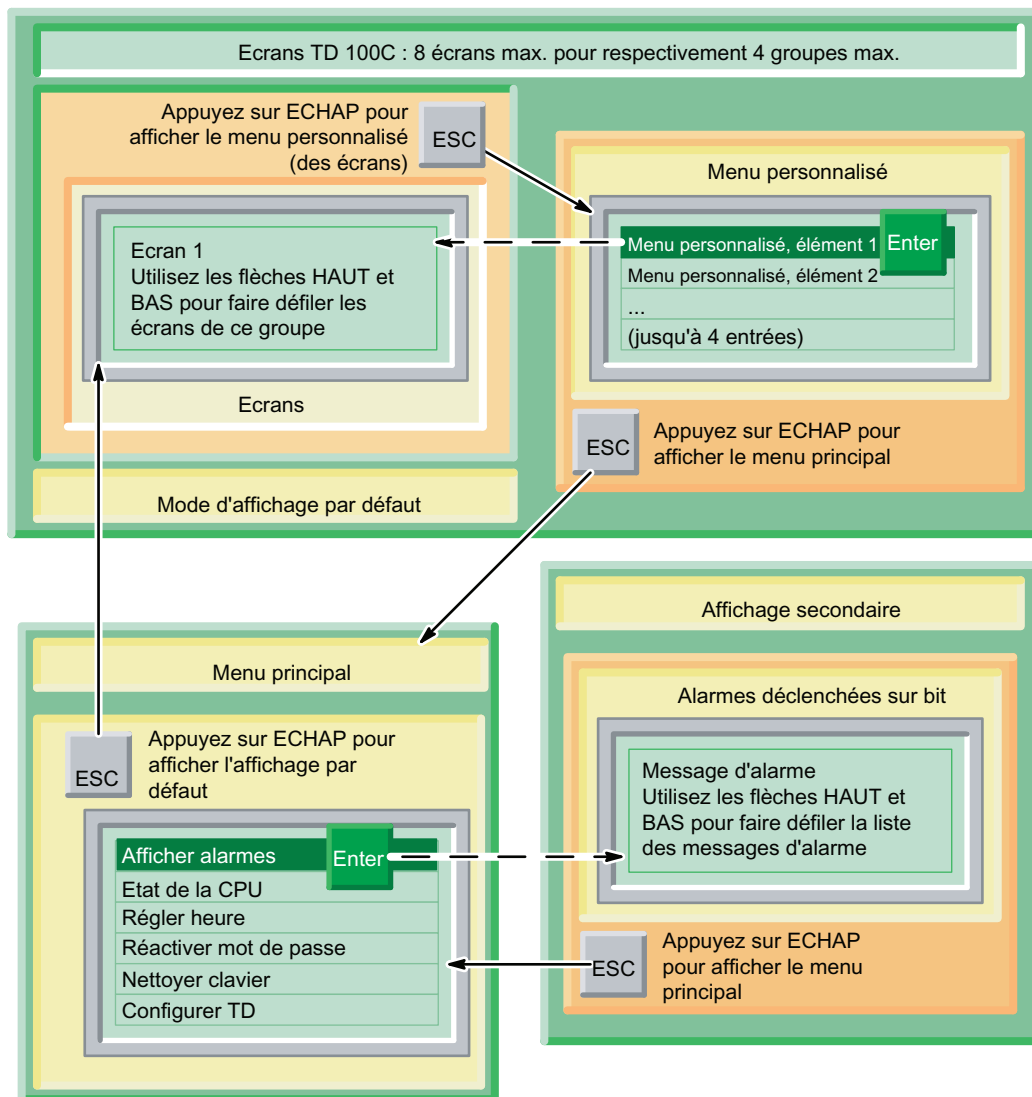 Ecrans TD 100C : 8 écrans max. pour respectivement 4 groupes max.
Appuyez sur ECHAP pour
afficher le menu personnalisé
(des écrans)
ESC
Ecran 1
Utilisez les flèches HAUT et
BAS pour faire défiler les
écrans de ce groupe
Ecrans
Mode d'affichage par défaut
Menu personnalisé
Menu personnalisé, élément 1
Enter
Menu personnalisé, élément 2
...
(jusqu'à 4 entrées)
ESC
Appuyez sur ECHAP pour
afficher le menu principal
Menu principal
ESC
Appuyez sur ECHAP pour
afficher l'affichage par
défaut
Afficher alarmes
Enter
Etat de la CPU
Régler heure
Réactiver mot de passe
Nettoyer clavier
Configurer TD
Affichage secondaire
Alarmes déclenchées sur bit
Message d'alarme
Utilisez les flèches HAUT et
BAS pour faire défiler la liste
des messages d'alarme
ESC
Appuyez sur ECHAP
pour afficher le menu
principal